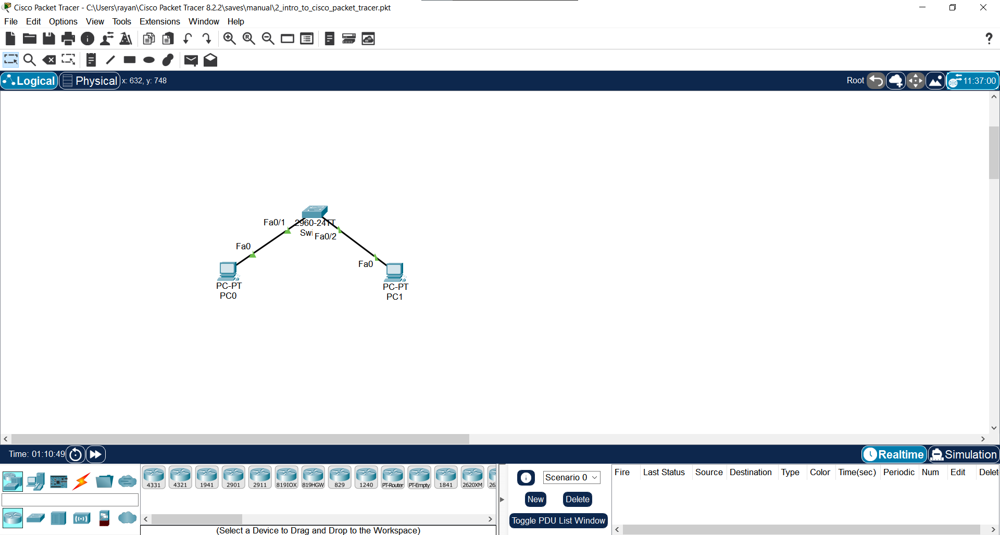 Cisco Packet Tracer - C:\Users\rayan\Cisco Packet Tracer 8.2.2\saves\manual\2_intro_to_cisco_packet_tracer.pkt
File Edit Options View Tools Extensions Window Help
Logical Physical x: 632, y: 748 Root 11:37:00
Fa0/1 2960-24TT
Swi Fa0/2
Fa0
Fa0
PC-PT
PC0
PC-PT
PC1
Time: 01:10:49 Realtime Simulation
4331 4321 1941 2901 2911 819IOX 819HGW 829 1240 PT-Router PT-Empty 1841 2620XM 26
Scenario 0
New Delete
Toggle PDU List Window
Fire Last Status Source Destination Type Color Time(sec) Periodic Num Edit Delet
(Select a Device to Drag and Drop to the Workspace)